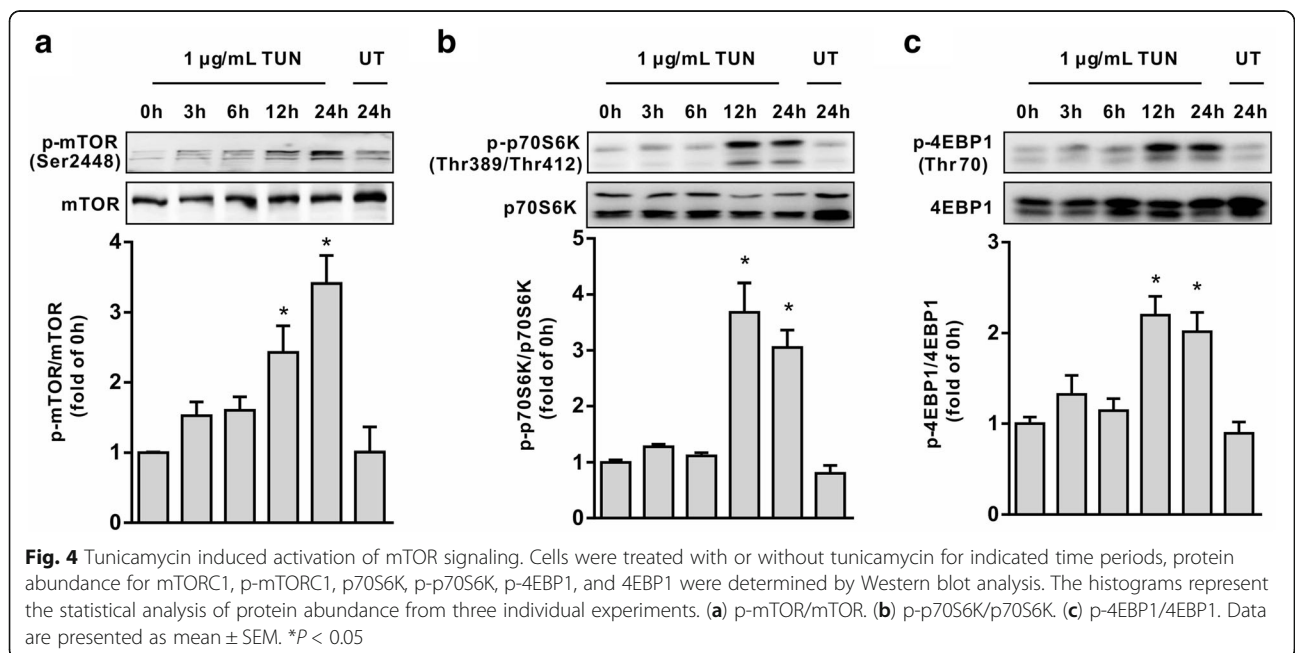 a
1 µg/mL TUN UT
0h 3h 6h 12h 24h 24h
p-mTOR
(Ser2448)
mTOR
p-mTOR/mTOR
(fold of 0h)
4
3
2
1
0
*
*
b
1 µg/mL TUN UT
0h 3h 6h 12h 24h 24h
p-p70S6K
(Thr389/Thr412)
p70S6K
p-p70S6K/p70S6K
(fold of 0h)
5
4
3
2
1
0
*
*
c
1 µg/mL TUN UT
0h 3h 6h 12h 24h 24h
p-4EBP1
(Thr70)
4EBP1
p-4EBP1/4EBP1
(fold of 0h)
3
2
1
0
*
*
Fig. 4 Tunicamycin induced activation of mTOR signaling. Cells were treated with or without tunicamycin for indicated time periods, protein
abundance for mTORC1, p-mTORC1, p70S6K, p-p70S6K, p-4EBP1, and 4EBP1 were determined by Western blot analysis. The histograms represent
the statistical analysis of protein abundance from three individual experiments. (a) p-mTOR/mTOR. (b) p-p70S6K/p70S6K. (c) p-4EBP1/4EBP1. Data
are presented as mean ± SEM. *P < 0.05